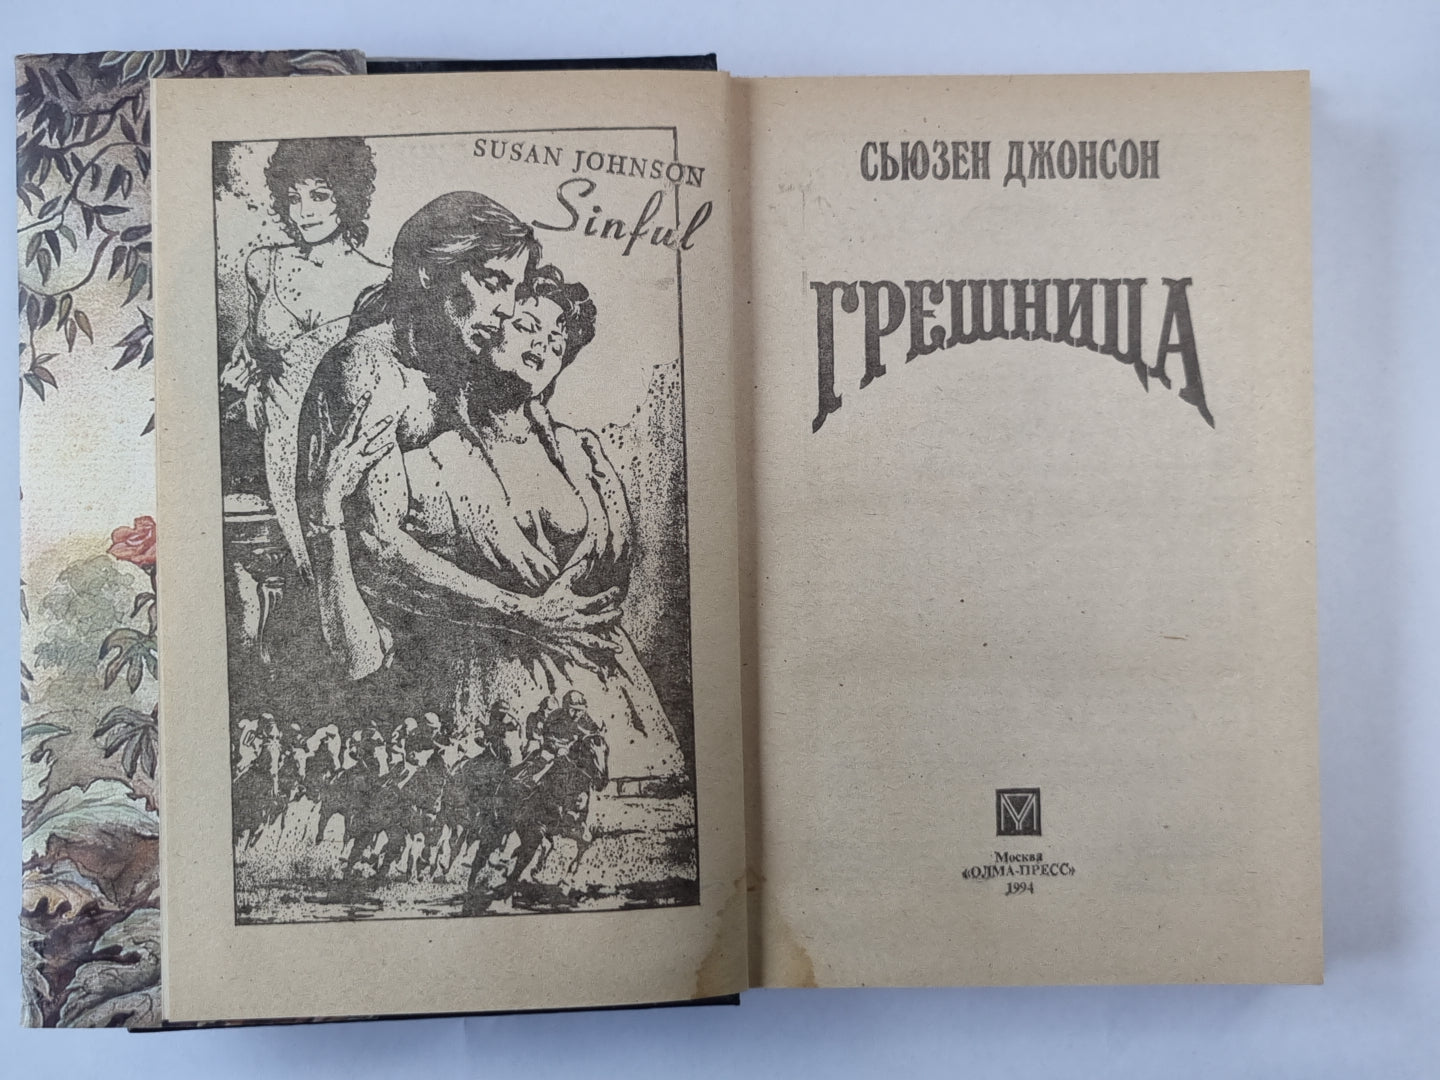 SUSAN JOHNSON
Sinful
СЬЮЗЕН ДЖОНСОН
ГРЕШНИЦА
Москва
«ОЛМА-ПРЕСС»
1994